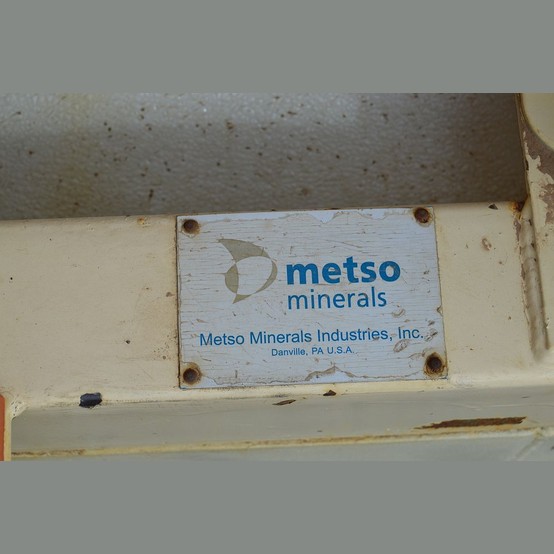 metso
minerals
Metso Minerals Industries, Inc.
Danville, PA U.S.A.